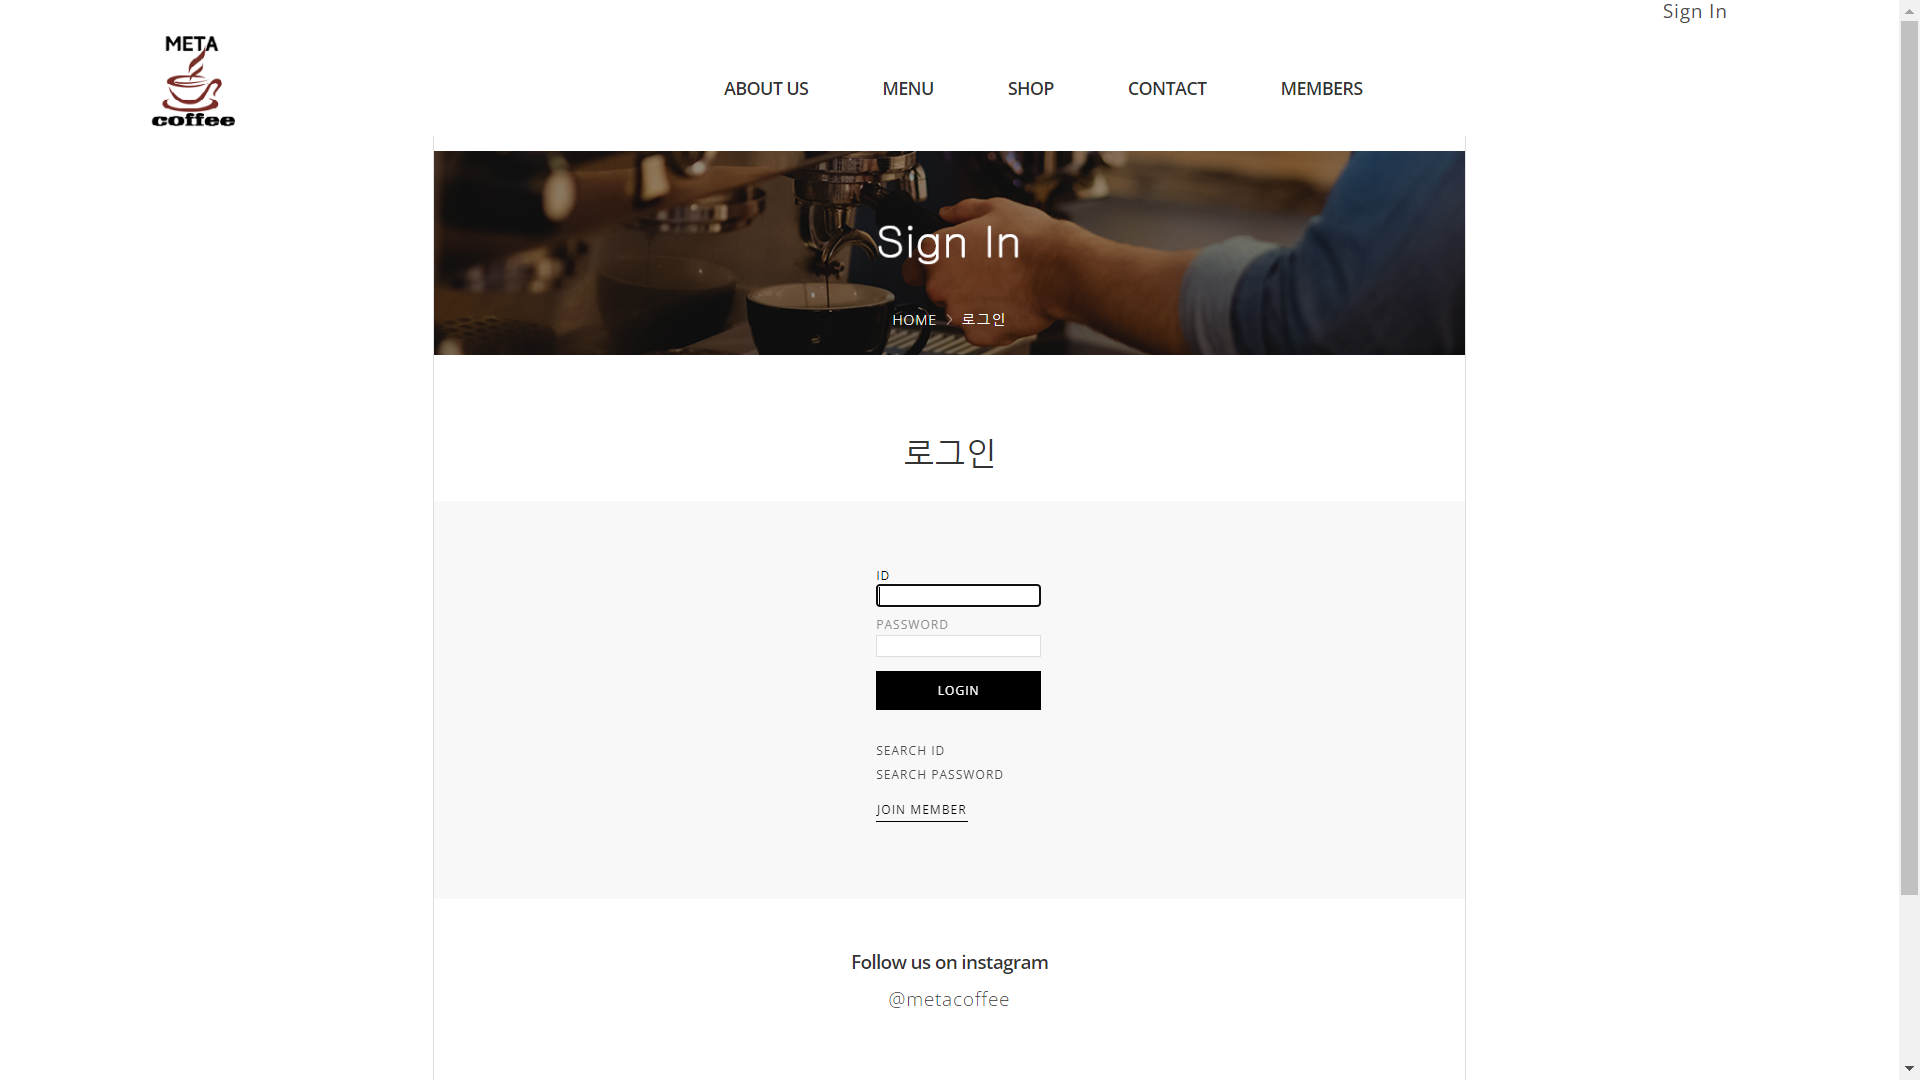 Sign In
META
coffee
ABOUT US
MENU
SHOP
CONTACT
MEMBERS
Sign In
HOME > 로그인
로그인
ID
PASSWORD
LOGIN
SEARCH ID
SEARCH PASSWORD
JOIN MEMBER
Follow us on instagram
@metacoffee